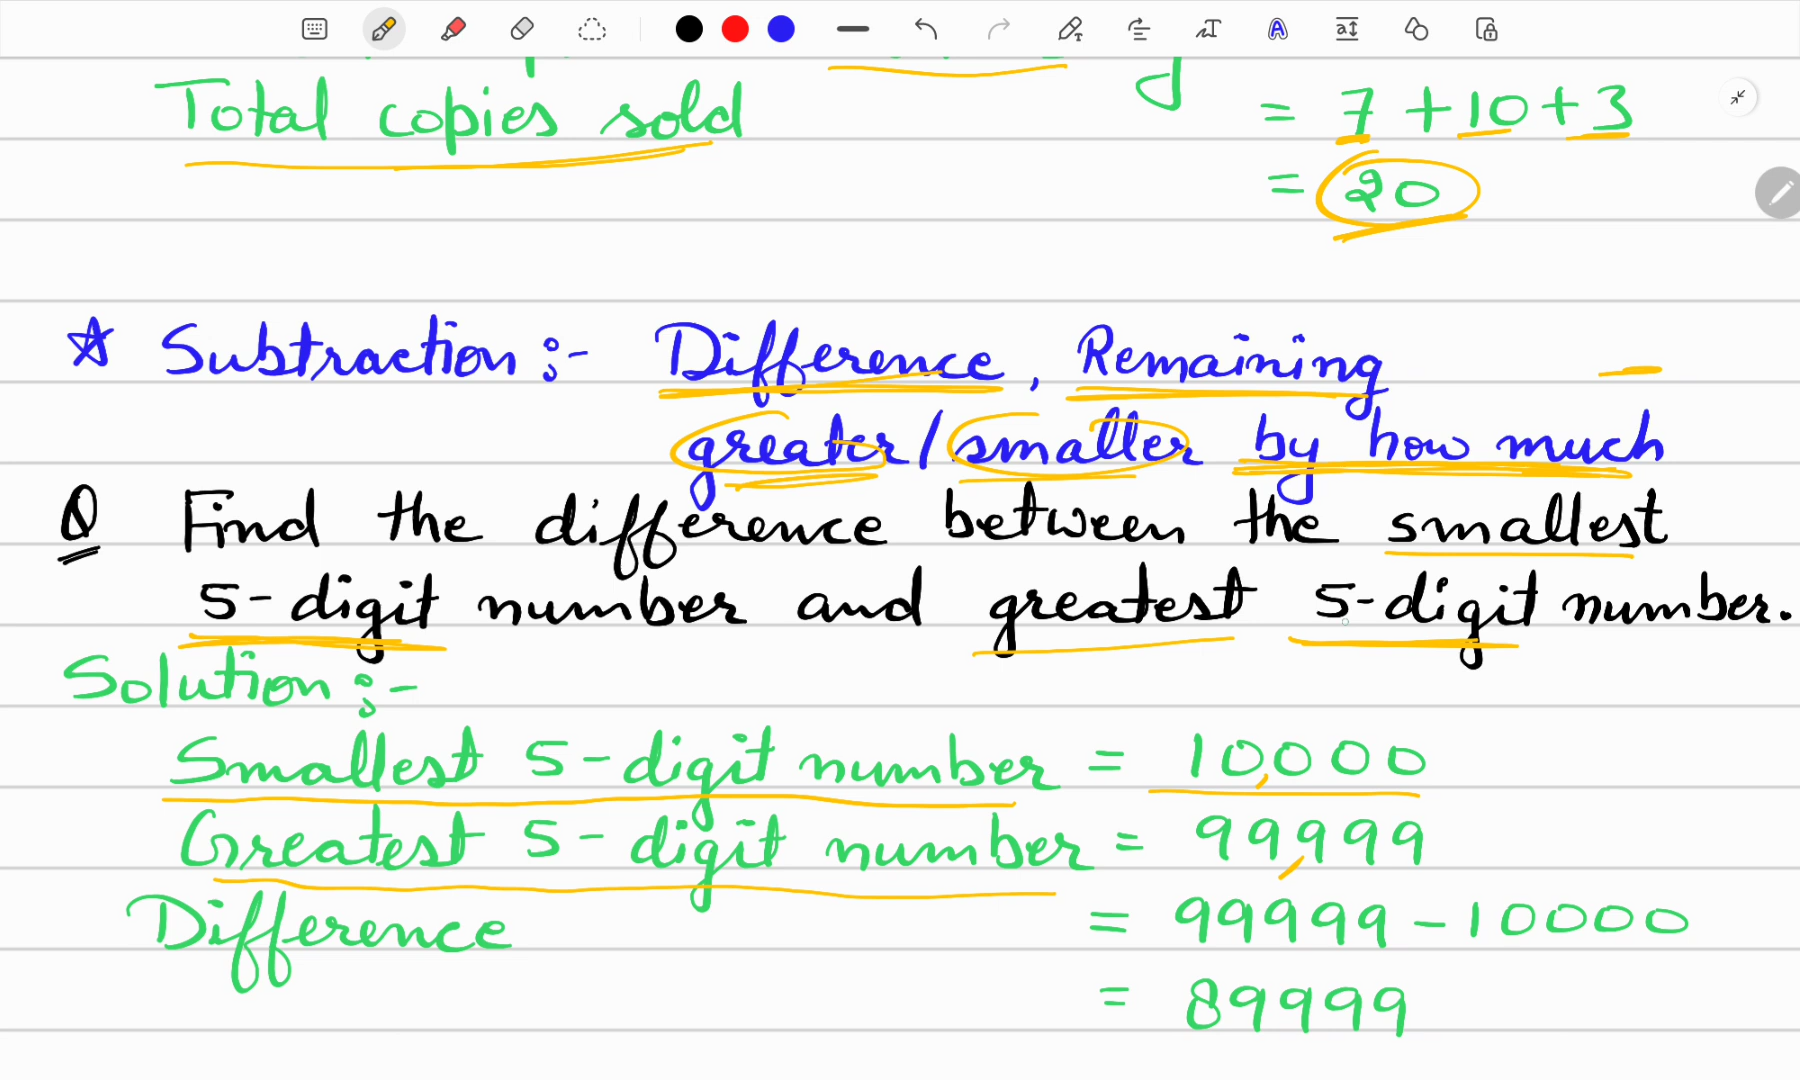 Total copies sold = 7 + 10 + 3
= 20
☆ Subtraction :- Difference, Remaining
greater/smaller by how much
Q Find the difference between the smallest
5-digit number and greatest 5-digit number.
Solution :-
Smallest 5-digit number = 10,000
Greatest 5-digit number = 99,999
Difference = 99999 - 10000
= 89999